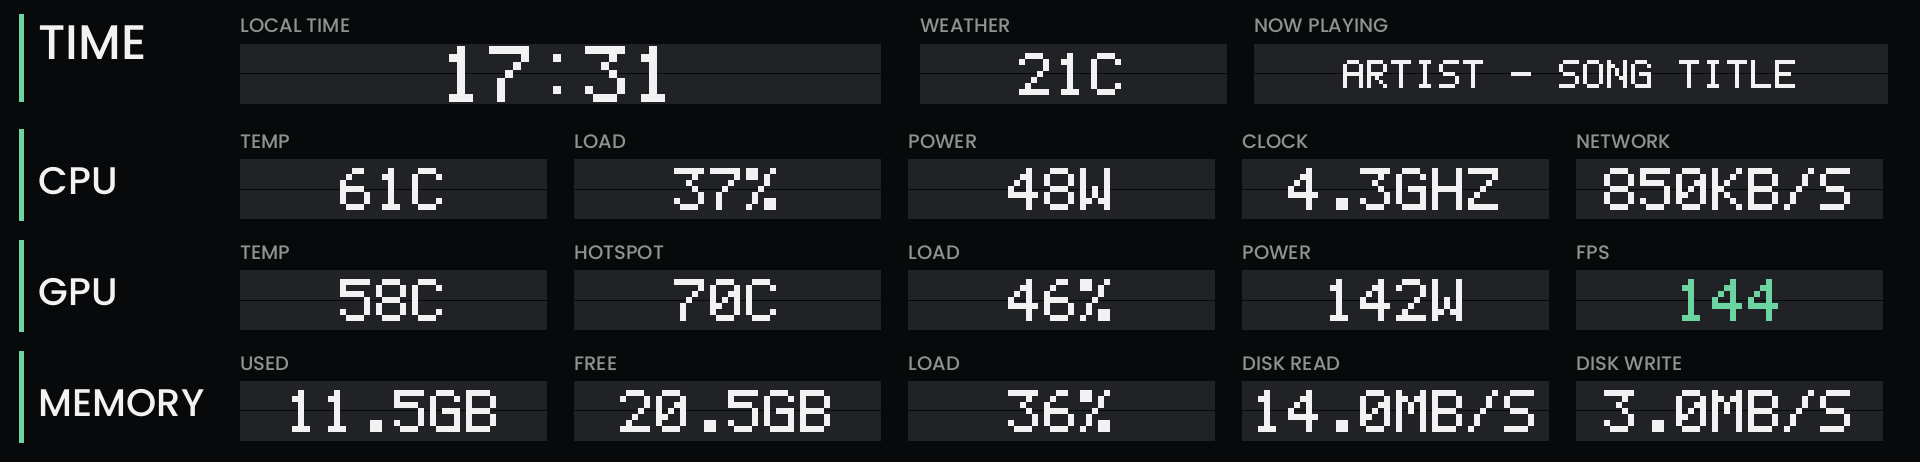 TIME
LOCAL TIME WEATHER NOW PLAYING
17:31 21C ARTIST - SONG TITLE
CPU
TEMP LOAD POWER CLOCK NETWORK
61C 37% 48W 4.3GHZ 850KB/S
GPU
TEMP HOTSPOT LOAD POWER FPS
58C 70C 46% 142W 144
MEMORY
USED FREE LOAD DISK READ DISK WRITE
11.5GB 20.5GB 36% 14.0MB/S 3.0MB/S